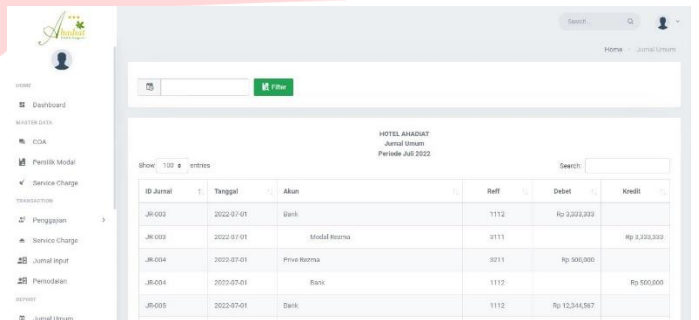 Ahadiat
Search...
Home - Jurnal Umum
HOME
Dashboard
MASTER DATA
COA
Pemilik Modal
Service Charge
TRANSACTION
Penggajian
Service Charge
Jurnal Input
Pemodalan
REPORT
Jurnal Umum
Filter
HOTEL AHADIAT
Jurnal Umum
Periode Juli 2022
Show 100 entries
Search:
ID Jurnal Tanggal Akun Reff Debet Kredit
JR-003 2022-07-01 Bank 1112 Rp 3,333,333
JR-003 2022-07-01 Modal Rezma 3111 Rp 3,333,333
JR-004 2022-07-01 Prive Rezma 3211 Rp 500,000
JR-004 2022-07-01 Bank 1112 Rp 500,000
JR-005 2022-07-01 Bank 1112 Rp 12,344,567